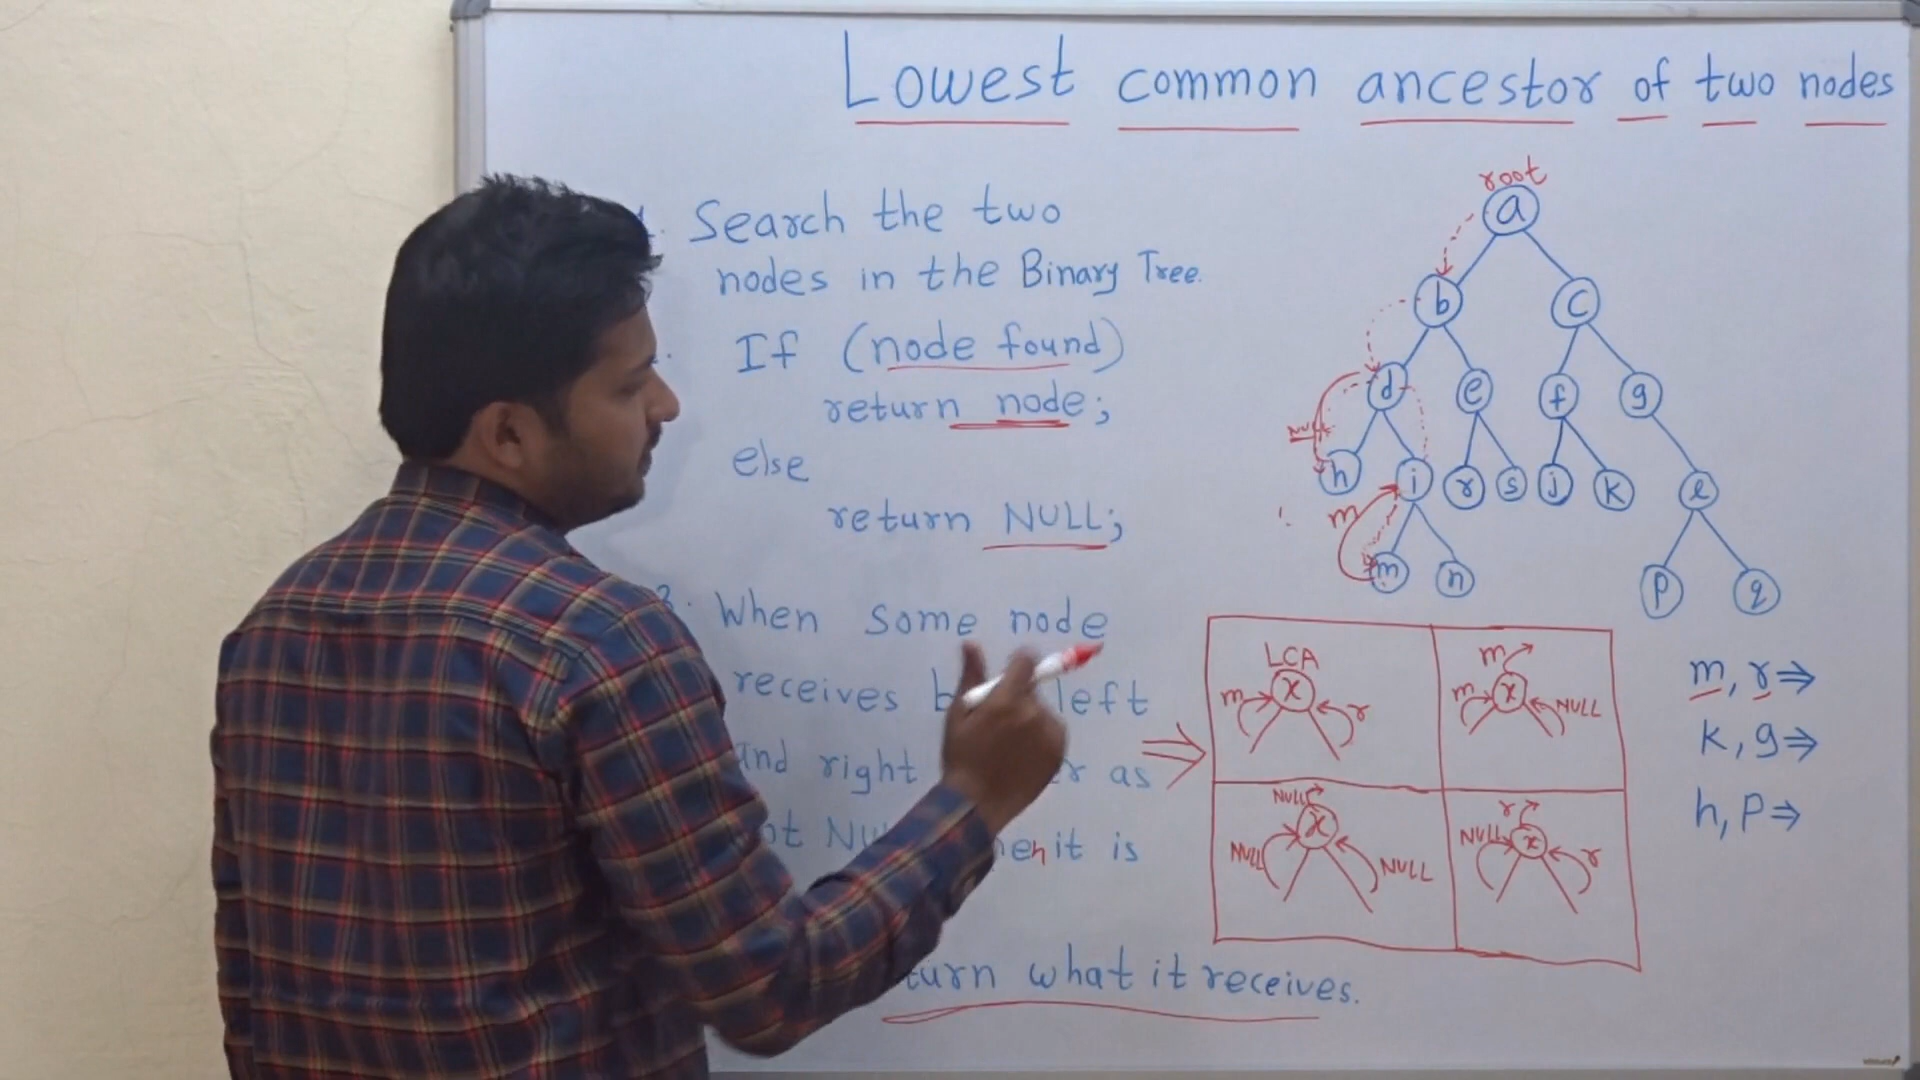 Lowest common ancestor of two nodes
Search the two
nodes in the Binary Tree.
If (node found)
return node;
else
return NULL;
3. When some node
receives left
and right as
it is
what it receives.
root
a
b c
d e f g
NULL
h i r s j k l
m
m n p q
LCA
m x r
m
m x NULL
NULL
NULL x NULL
r
NULL x r
m, r ⇒
k, g ⇒
h, p ⇒